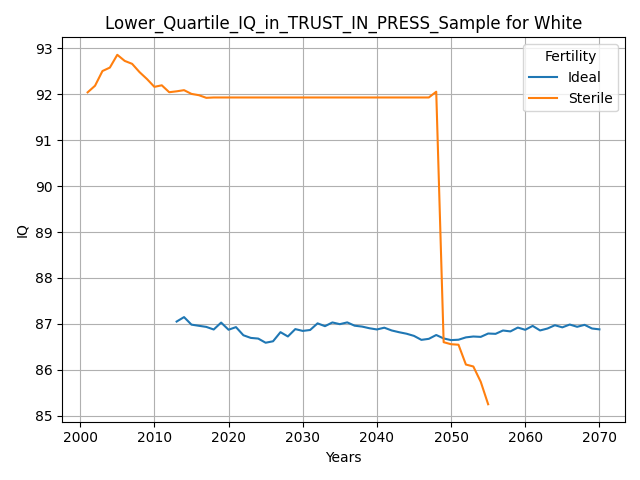 Lower_Quartile_IQ_in_TRUST_IN_PRESS_Sample for White
Fertility
Ideal
Sterile
93
92
91
90
89
88
87
86
85
IQ
2000 2010 2020 2030 2040 2050 2060 2070
Years